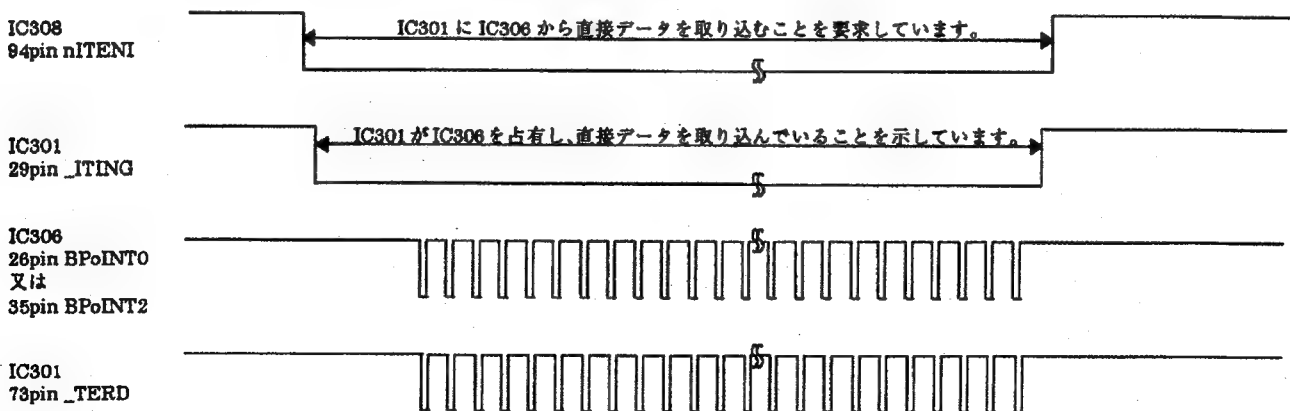 IC308
94pin nITENI
IC301 に IC306 から直接データを取り込むことを要求しています。
IC301
29pin _ITING
IC301 が IC306 を占有し、直接データを取り込んでいることを示しています。
IC306
26pin BPoINT0
又は
35pin BPoINT2
IC301
73pin _TERD